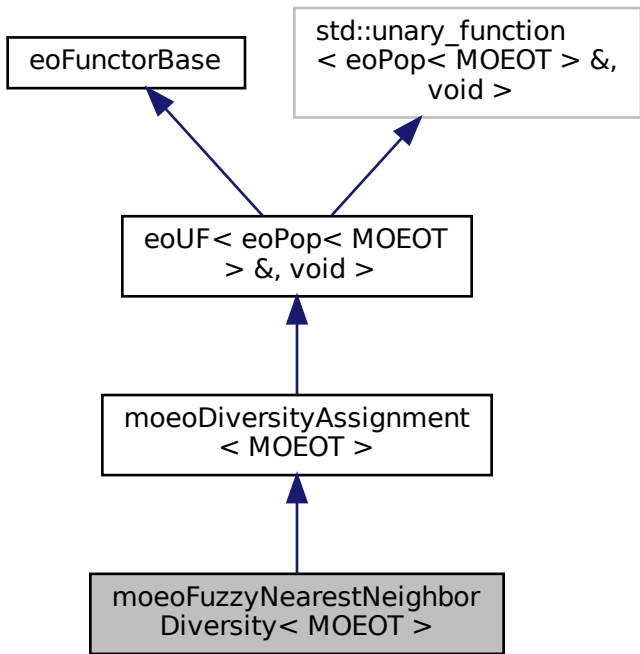 eoFunctorBase
std::unary_function
< eoPop< MOEOT > &,
void >
eoUF< eoPop< MOEOT
> &, void >
moeoDiversityAssignment
< MOEOT >
moeoFuzzyNearestNeighbor
Diversity< MOEOT >